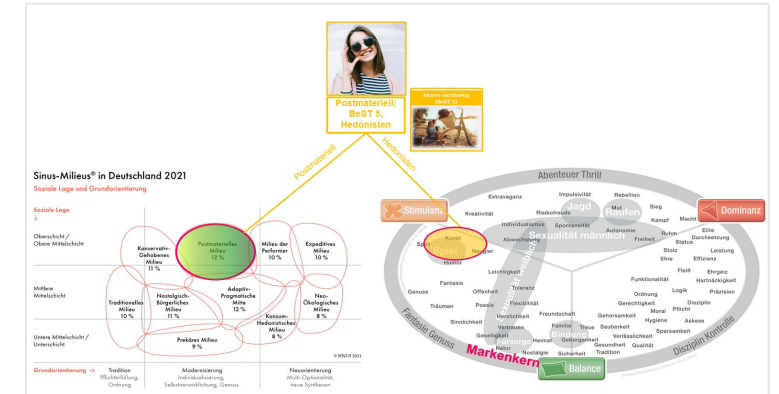 Postmateriell;
BeST 5,
Hedonisten
Aktive nachhaltig
(BeST 5)
Postmateriell
Hedonisten
Sinus-Milieus® in Deutschland 2021
Soziale Lage und Grundorientierung
Soziale Lage
↓
Oberschicht /
Obere Mittelschicht
Mittlere
Mittelschicht
Untere Mittelschicht /
Unterschicht
Konservativ-
Gehobenes
Milieu
11 %
Postmaterielles
Milieu
12 %
Milieu der
Performer
10 %
Expeditives
Milieu
10 %
Traditionelles
Milieu
10 %
Nostalgisch-
Bürgerliches
Milieu
11 %
Adaptiv-
Pragmatische
Mitte
12 %
Konsum-
Hedonistisches
Milieu
8 %
Neo-
Ökologisches
Milieu
8 %
Prekäres Milieu
9 %
© SINUS 2021
Grundorientierung →
Tradition
Pflichterfüllung,
Ordnung
Modernisierung
Individualisierung,
Selbstverwirklichung, Genuss
Neuorientierung
Multi-Optionalität,
neue Synthesen
Abenteuer Thrill
Stimulanz
Dominanz
Balance
Fantasie Genuss
Disziplin Kontrolle
Extravaganz
Impulsivität
Rebellion
Kreativität
Risikofreude
Jagd
Mut
Raufen
Sieg
Kampf
Macht
Individualismus
Spontaneität
Autonomie
Ruhm
Elite
Spaß
Kunst
Abwechslung
Sexualität männlich
Freiheit
Status
Durchsetzung
Stolz
Spiel
Neugier
Ehre
Effizienz
Leistung
Humor
Leichtigkeit
Fleiß
Ehrgeiz
Fantasie
Offenheit
Toleranz
Funktionalität
Hartnäckigkeit
Genuss
Logik
Präzision
Träumen
Poesie
Flexibilität
Ordnung
Gerechtigkeit
Disziplin
Sinnlichkeit
Herzlichkeit
Freundschaft
Gehorsamkeit
Moral
Pflicht
Hygiene
Askese
Geselligkeit
Vertrauen
Familie
Treue
Sauberkeit
Sparsamkeit
Bindung
Verlässlichkeit
Fürsorge
Heimat
Geborgenheit
Gesundheit
Qualität
Natur
Nostalgie
Sicherheit
Tradition
Markenkern